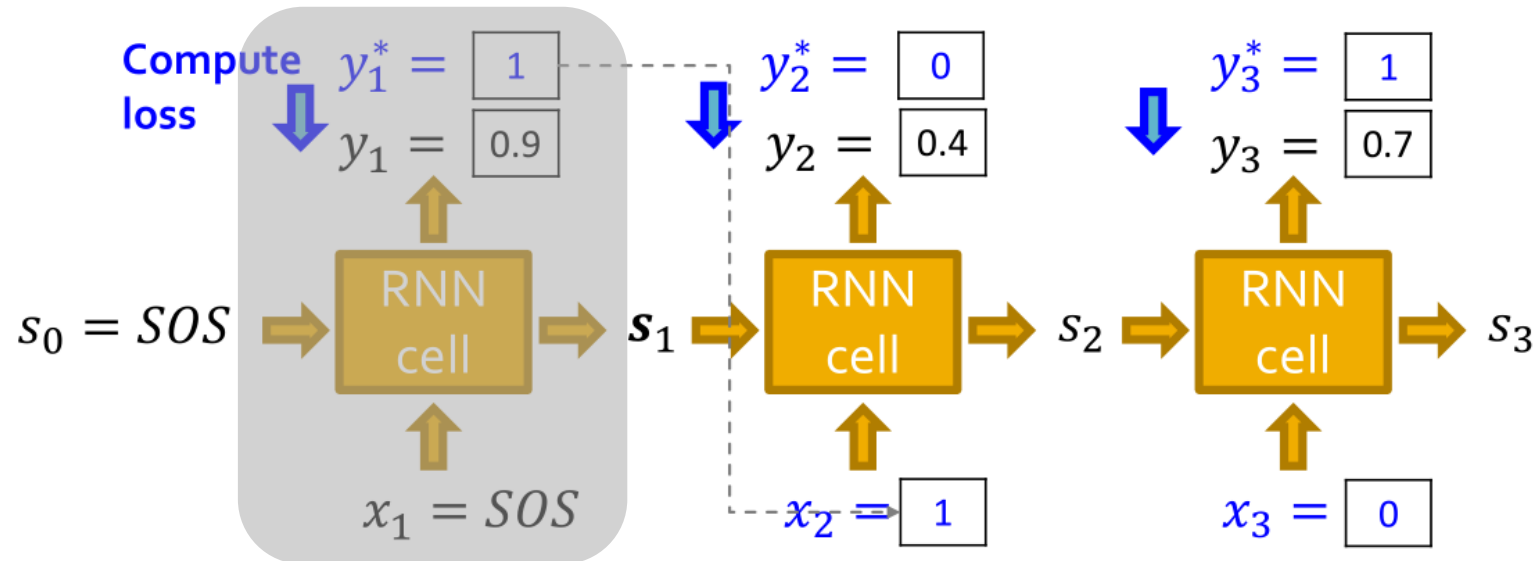 Compute
loss
y₁* = 1
y₁ = 0.9
y₂* = 0
y₂ = 0.4
y₃* = 1
y₃ = 0.7
s₀ = SOS
RNN
cell
s₁
RNN
cell
s₂
RNN
cell
s₃
x₁ = SOS
x₂ = 1
x₃ = 0